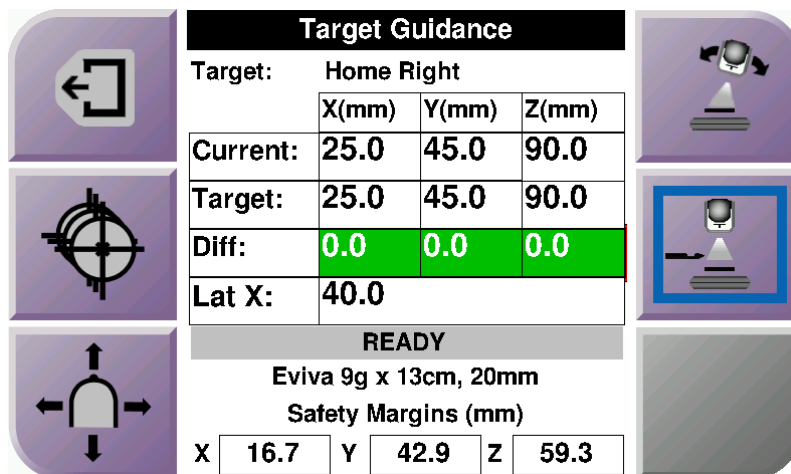 Target Guidance
Target: Home Right
X(mm) Y(mm) Z(mm)
Current: 25.0 45.0 90.0
Target: 25.0 45.0 90.0
Diff: 0.0 0.0 0.0
Lat X: 40.0
READY
Eviva 9g x 13cm, 20mm
Safety Margins (mm)
X 16.7 Y 42.9 Z 59.3